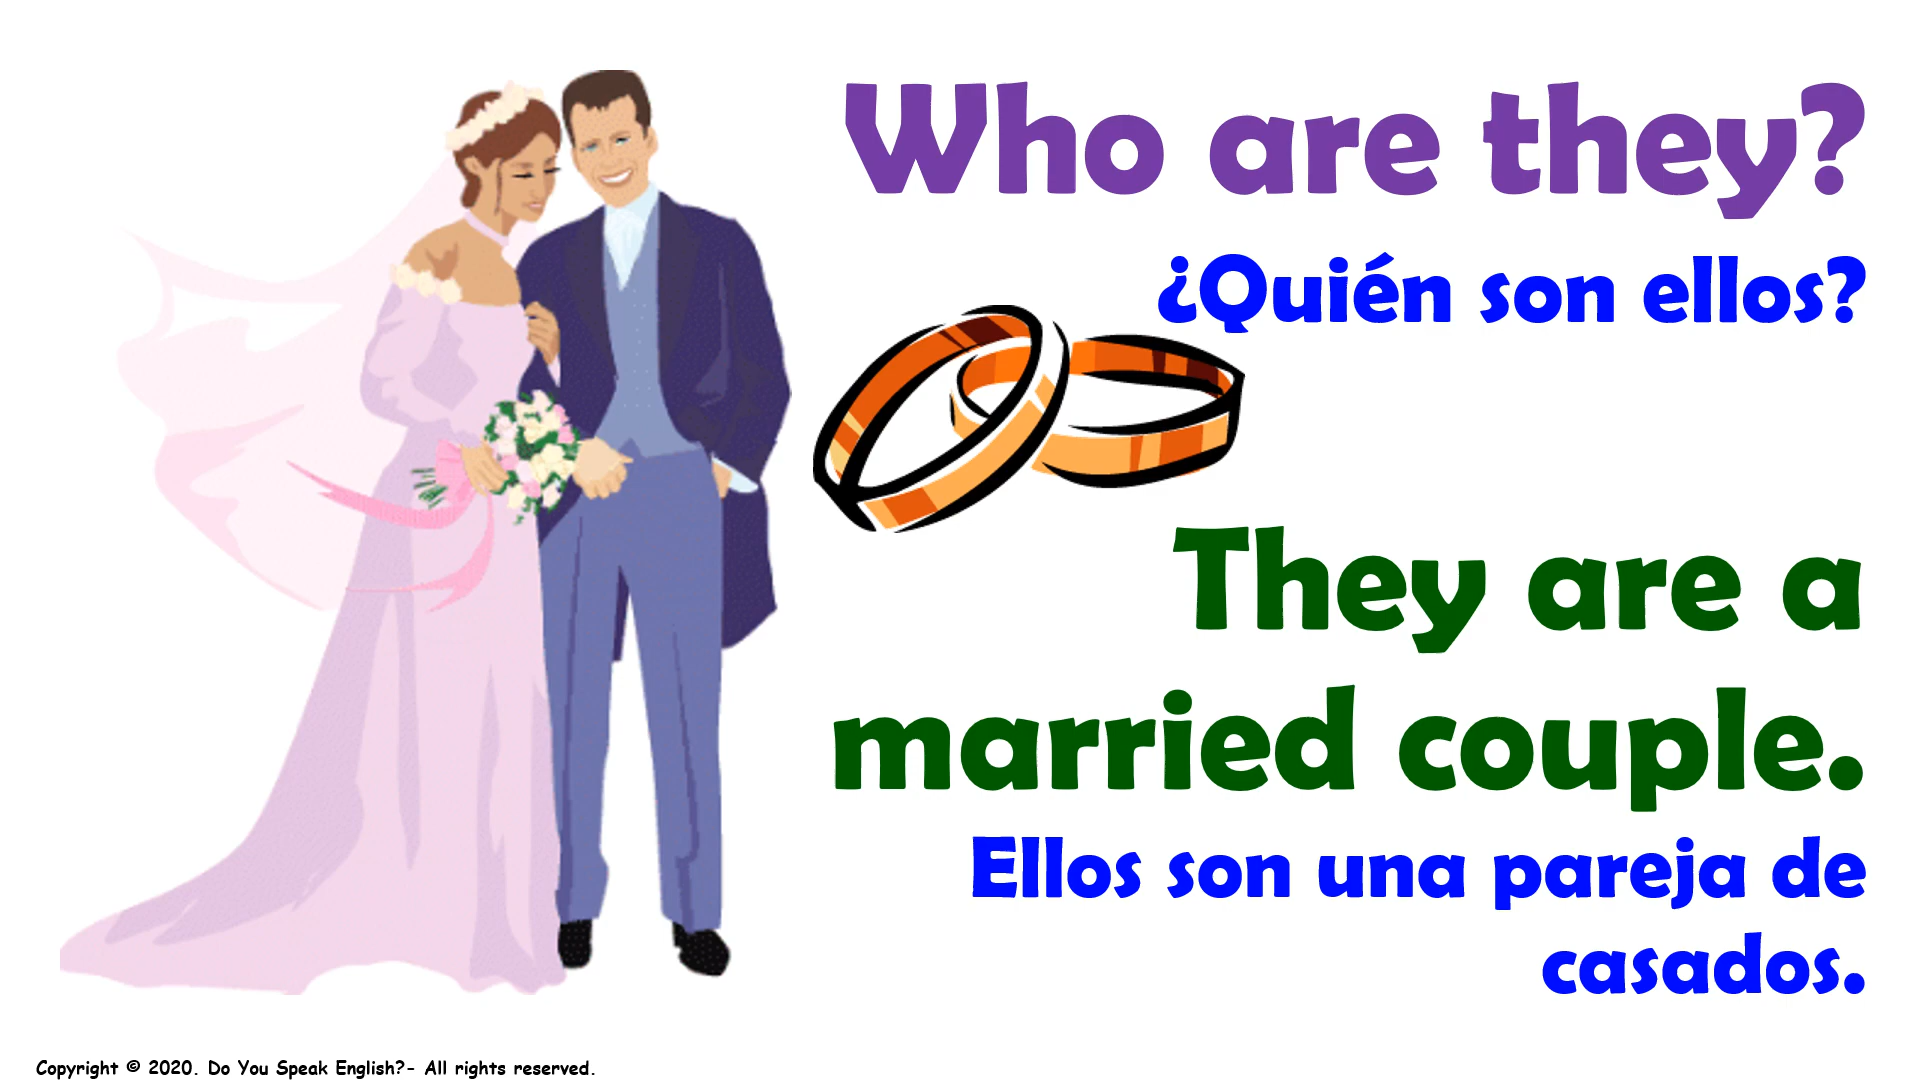 Who are they?
¿Quién son ellos?
They are a
married couple.
Ellos son una pareja de
casados.
Copyright © 2020. Do You Speak English?- All rights reserved.